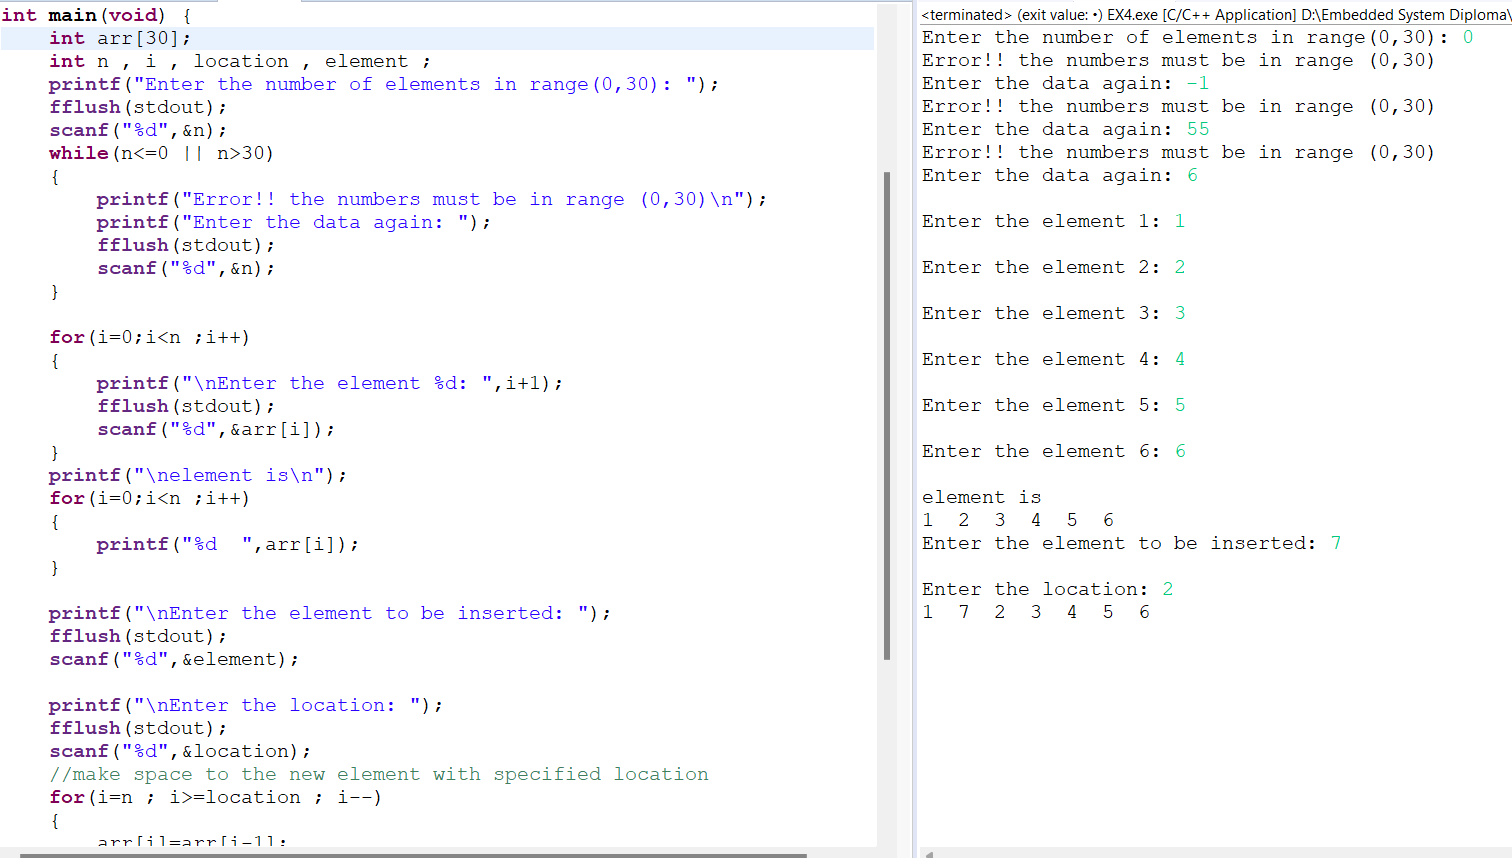 int main(void) {
int arr[30];
int n , i , location , element ;
printf("Enter the number of elements in range(0,30): ");
fflush(stdout);
scanf("%d",&n);
while(n<=0 || n>30)
{
printf("Error!! the numbers must be in range (0,30)\n");
printf("Enter the data again: ");
fflush(stdout);
scanf("%d",&n);
}
for(i=0;i<n ;i++)
{
printf("\nEnter the element %d: ",i+1);
fflush(stdout);
scanf("%d",&arr[i]);
}
printf("\nelement is\n");
for(i=0;i<n ;i++)
{
printf("%d  ",arr[i]);
}
printf("\nEnter the element to be inserted: ");
fflush(stdout);
scanf("%d",&element);
printf("\nEnter the location: ");
fflush(stdout);
scanf("%d",&location);
//make space to the new element with specified location
for(i=n ; i>=location ; i--)
{
arr[i]=arr[i-1];
<terminated> (exit value: •) EX4.exe [C/C++ Application] D:\Embedded System Diploma\
Enter the number of elements in range(0,30): 0
Error!! the numbers must be in range (0,30)
Enter the data again: -1
Error!! the numbers must be in range (0,30)
Enter the data again: 55
Error!! the numbers must be in range (0,30)
Enter the data again: 6
Enter the element 1: 1
Enter the element 2: 2
Enter the element 3: 3
Enter the element 4: 4
Enter the element 5: 5
Enter the element 6: 6
element is
1  2  3  4  5  6
Enter the element to be inserted: 7
Enter the location: 2
1  7  2  3  4  5  6